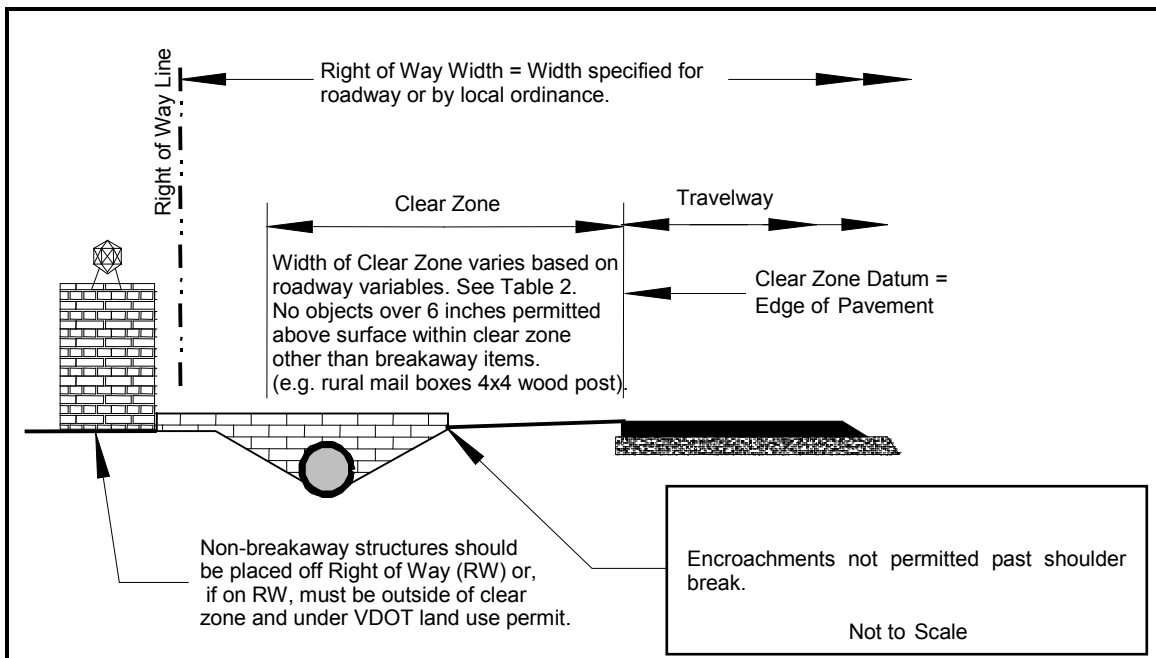 Right of Way Line
Right of Way Width = Width specified for
roadway or by local ordinance.
Clear Zone
Travelway
Width of Clear Zone varies based on
roadway variables. See Table 2.
No objects over 6 inches permitted
above surface within clear zone
other than breakaway items.
(e.g. rural mail boxes 4x4 wood post).
Clear Zone Datum =
Edge of Pavement
Non-breakaway structures should
be placed off Right of Way (RW) or,
if on RW, must be outside of clear
zone and under VDOT land use permit.
Encroachments not permitted past shoulder
break.
Not to Scale